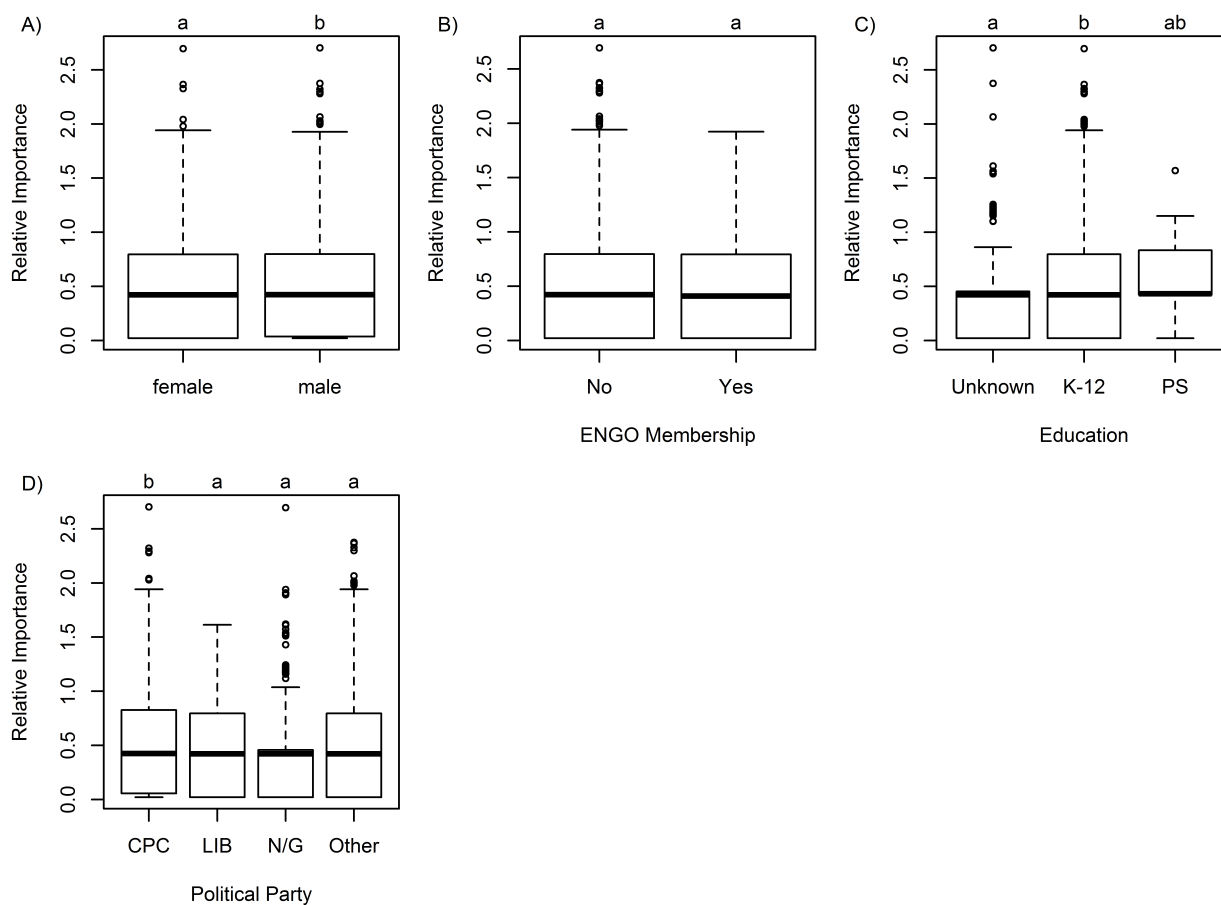 A)
a b
Relative Importance
2.5
2.0
1.5
1.0
0.5
0.0
female male
B)
a a
Relative Importance
2.5
2.0
1.5
1.0
0.5
0.0
No Yes
ENGO Membership
C)
a b ab
Relative Importance
2.5
2.0
1.5
1.0
0.5
0.0
Unknown K-12 PS
Education
D)
b a a a
Relative Importance
2.5
2.0
1.5
1.0
0.5
0.0
CPC LIB N/G Other
Political Party